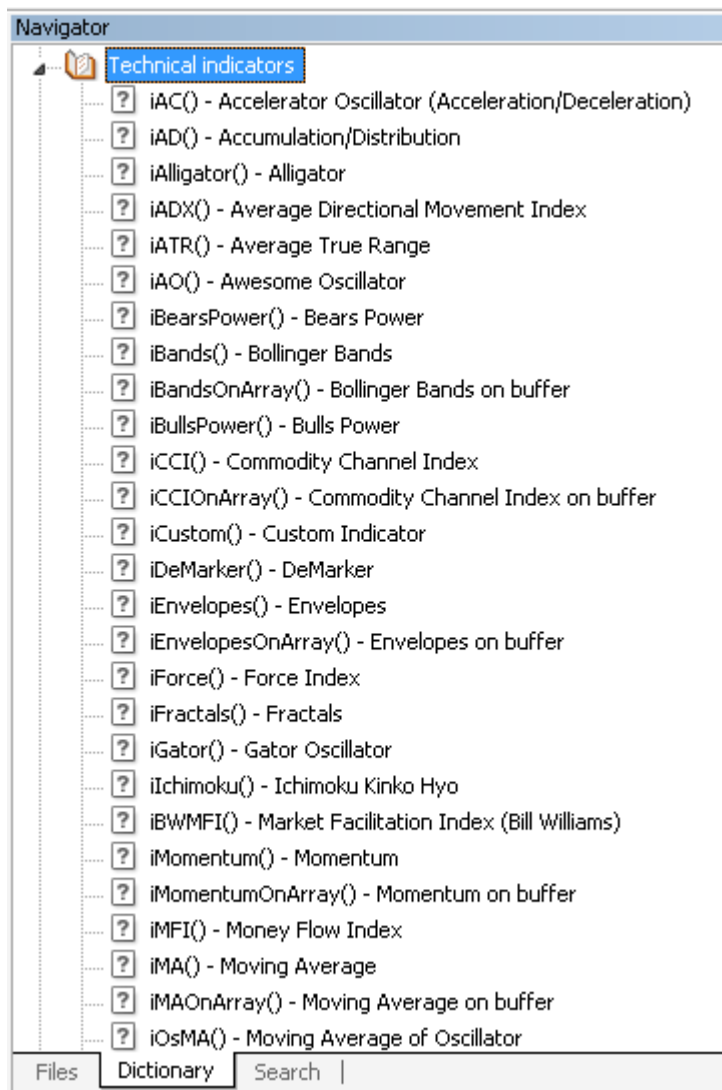 Navigator
Technical indicators
iAC() - Accelerator Oscillator (Acceleration/Deceleration)
iAD() - Accumulation/Distribution
iAlligator() - Alligator
iADX() - Average Directional Movement Index
iATR() - Average True Range
iAO() - Awesome Oscillator
iBearsPower() - Bears Power
iBands() - Bollinger Bands
iBandsOnArray() - Bollinger Bands on buffer
iBullsPower() - Bulls Power
iCCI() - Commodity Channel Index
iCCIOnArray() - Commodity Channel Index on buffer
iCustom() - Custom Indicator
iDeMarker() - DeMarker
iEnvelopes() - Envelopes
iEnvelopesOnArray() - Envelopes on buffer
iForce() - Force Index
iFractals() - Fractals
iGator() - Gator Oscillator
iIchimoku() - Ichimoku Kinko Hyo
iBWMFI() - Market Facilitation Index (Bill Williams)
iMomentum() - Momentum
iMomentumOnArray() - Momentum on buffer
iMFI() - Money Flow Index
iMA() - Moving Average
iMAOnArray() - Moving Average on buffer
iOsMA() - Moving Average of Oscillator
Files Dictionary Search